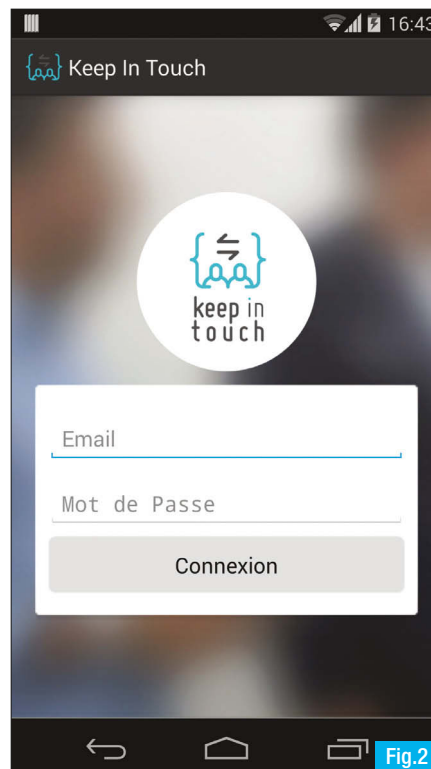 16:43
Keep In Touch
keep in
touch
Email
Mot de Passe
Connexion
Fig.2